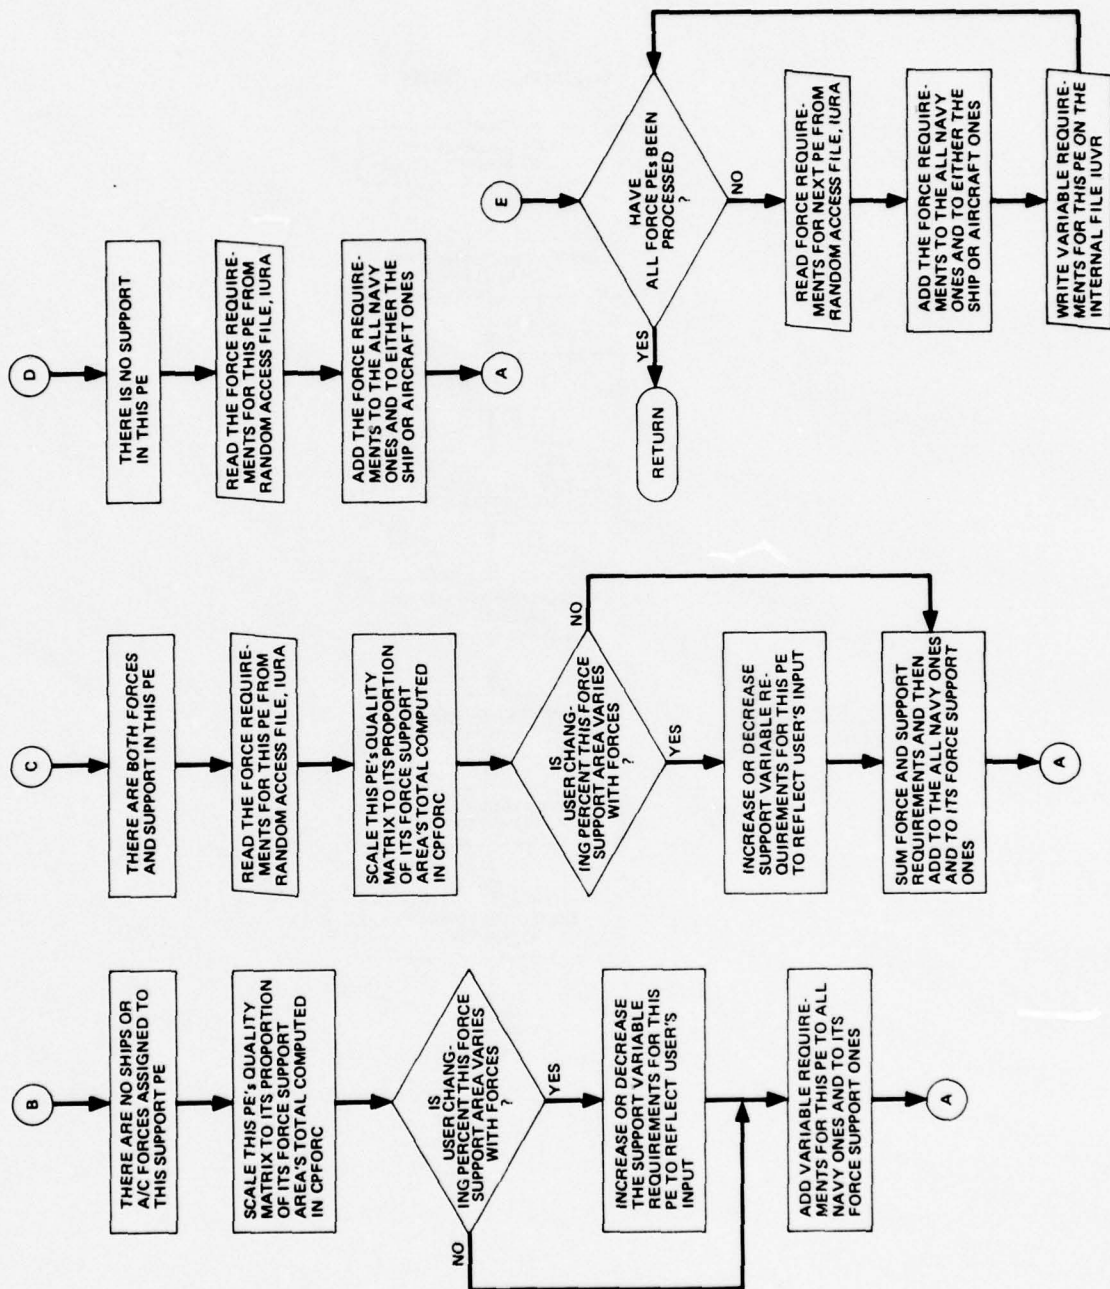 B
THERE ARE NO SHIPS OR
A/C FORCES ASSIGNED TO
THIS SUPPORT PE
SCALE THIS PE's QUALITY
MATRIX TO ITS PROPORTION
OF ITS FORCE SUPPORT
AREA'S TOTAL COMPUTED
IN CPFORC
IS
USER CHANG-
ING PERCENT THIS FORCE
SUPPORT AREA VARIES
WITH FORCES
?
NO
YES
INCREASE OR DECREASE
THE SUPPORT VARIABLE
REQUIREMENTS FOR THIS
PE TO REFLECT USER'S
INPUT
ADD VARIABLE REQUIRE-
MENTS FOR THIS PE TO ALL
NAVY ONES AND TO ITS
FORCE SUPPORT ONES
A
C
THERE ARE BOTH FORCES
AND SUPPORT IN THIS PE
READ THE FORCE REQUIRE-
MENTS FOR THIS PE FROM
RANDOM ACCESS FILE, IURA
SCALE THIS PE's QUALITY
MATRIX TO ITS PROPORTION
OF ITS FORCE SUPPORT
AREA'S TOTAL COMPUTED
IN CPFORC
IS
USER CHANG-
ING PERCENT THIS FORCE
SUPPORT AREA VARIES
WITH FORCES
?
NO
YES
INCREASE OR DECREASE
SUPPORT VARIABLE RE-
QUIREMENTS FOR THIS PE
TO REFLECT USER'S INPUT
SUM FORCE AND SUPPORT
REQUIREMENTS AND THEN
ADD TO THE ALL NAVY ONES
AND TO ITS FORCE SUPPORT
ONES
A
D
THERE IS NO SUPPORT
IN THIS PE
READ THE FORCE REQUIRE-
MENTS FOR THIS PE FROM
RANDOM ACCESS FILE, IURA
ADD THE FORCE REQUIRE-
MENTS TO THE ALL NAVY
ONES AND TO EITHER THE
SHIP OR AIRCRAFT ONES
A
E
HAVE
ALL FORCE PEs BEEN
PROCESSED
?
YES
RETURN
NO
READ FORCE REQUIRE-
MENTS FOR NEXT PE FROM
RANDOM ACCESS FILE, IURA
ADD THE FORCE REQUIRE-
MENTS TO THE ALL NAVY
ONES AND TO EITHER THE
SHIP OR AIRCRAFT ONES
WRITE VARIABLE REQUIRE-
MENTS FOR THIS PE ON THE
INTERNAL FILE IUVR